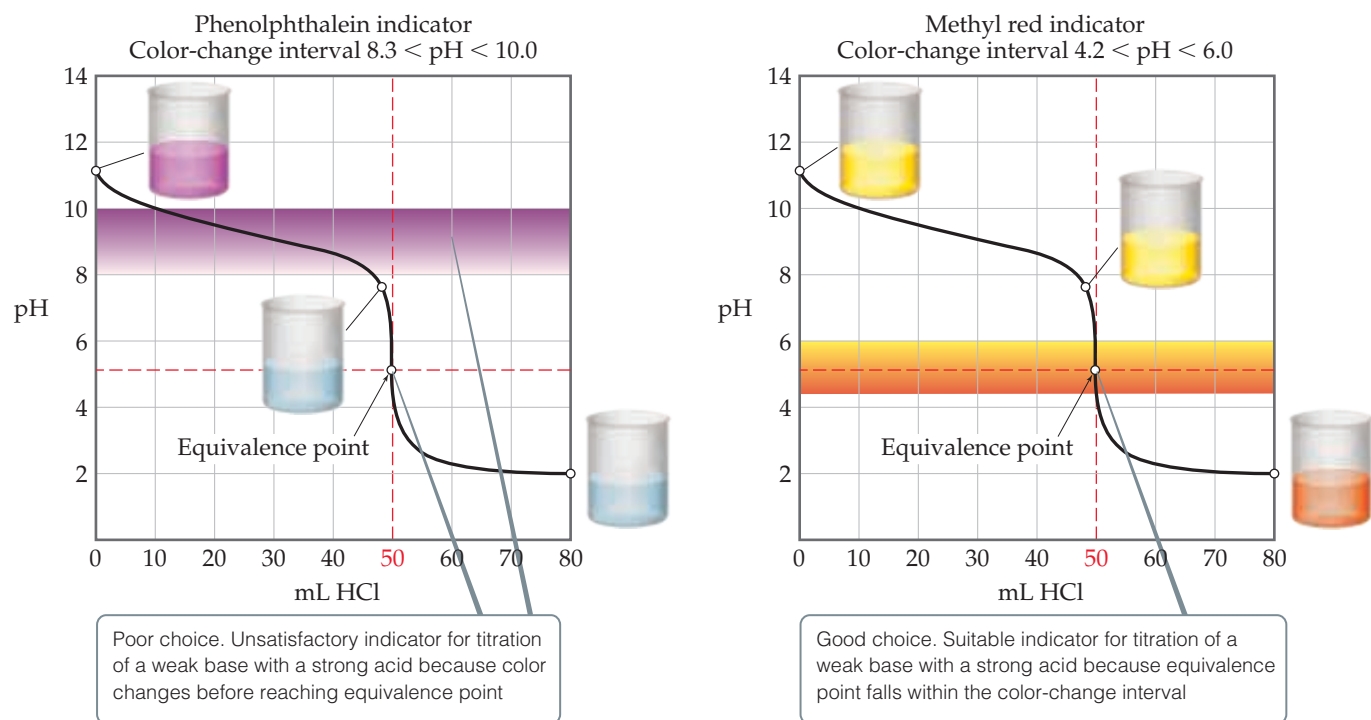 Phenolphthalein indicator
Color-change interval 8.3 < pH < 10.0
14
12
10
8
6
4
2
pH
Equivalence point
0 10 20 30 40 50 60 70 80
mL HCl
Poor choice. Unsatisfactory indicator for titration
of a weak base with a strong acid because color
changes before reaching equivalence point
Methyl red indicator
Color-change interval 4.2 < pH < 6.0
14
12
10
8
6
4
2
pH
Equivalence point
0 10 20 30 40 50 60 70 80
mL HCl
Good choice. Suitable indicator for titration of a
weak base with a strong acid because equivalence
point falls within the color-change interval